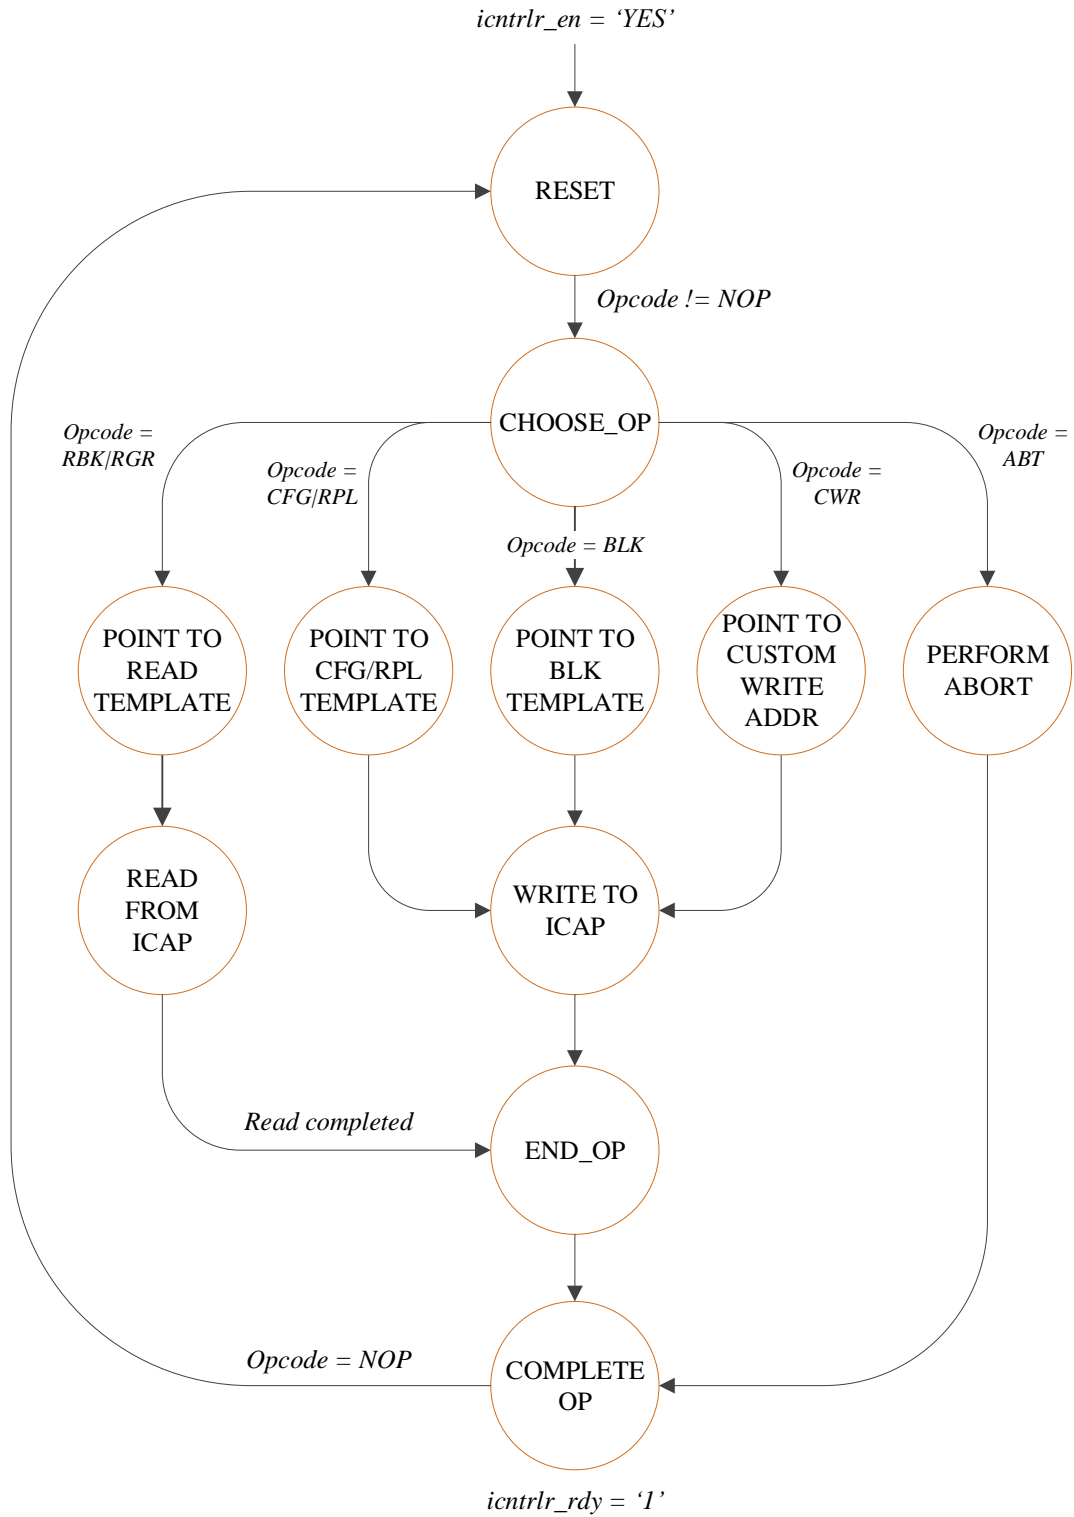 icntrlr_en = ‘YES’
RESET
Opcode != NOP
CHOOSE_OP
Opcode =
RBK/RGR
Opcode =
CFG/RPL
Opcode = BLK
Opcode =
CWR
Opcode =
ABT
POINT TO
READ
TEMPLATE
POINT TO
CFG/RPL
TEMPLATE
POINT TO
BLK
TEMPLATE
POINT TO
CUSTOM
WRITE
ADDR
PERFORM
ABORT
READ
FROM
ICAP
WRITE TO
ICAP
Read completed
END_OP
Opcode = NOP
COMPLETE
OP
icntrlr_rdy = ‘1’